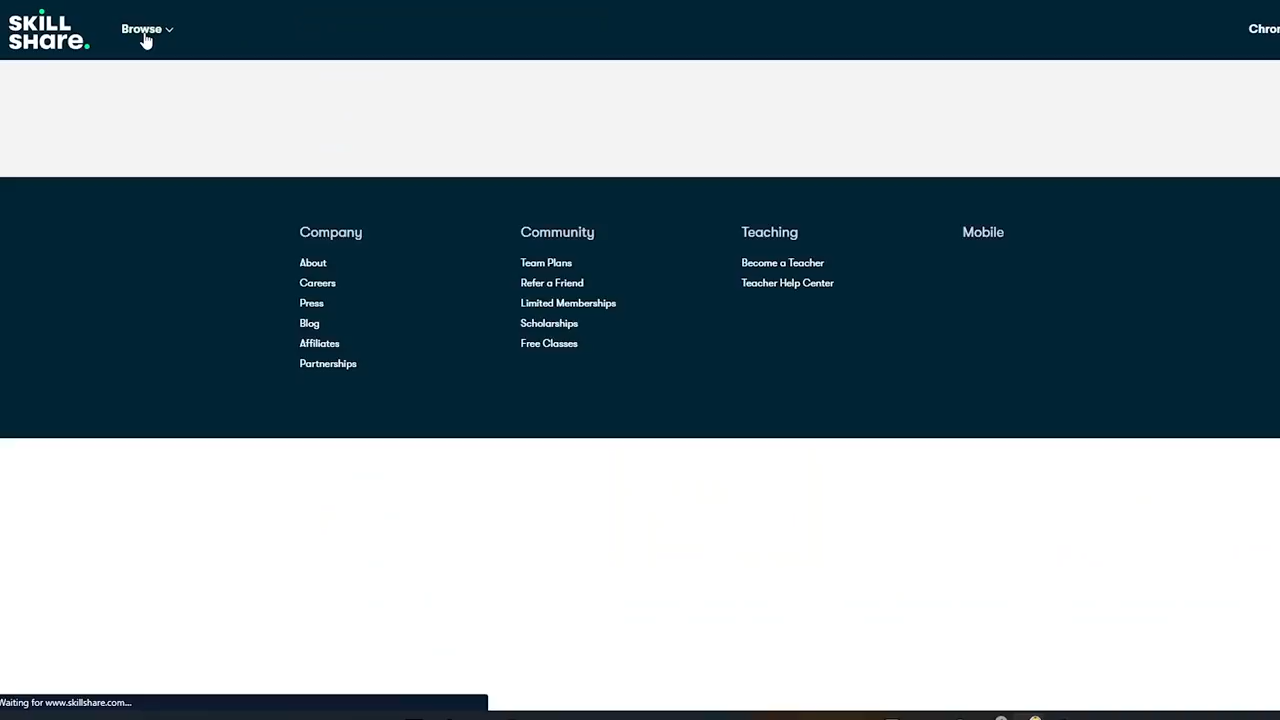 SKILL
SHare.
Browse
Company
About
Careers
Press
Blog
Affiliates
Partnerships
Community
Team Plans
Refer a Friend
Limited Memberships
Scholarships
Free Classes
Teaching
Become a Teacher
Teacher Help Center
Mobile
Waiting for www.skillshare.com...